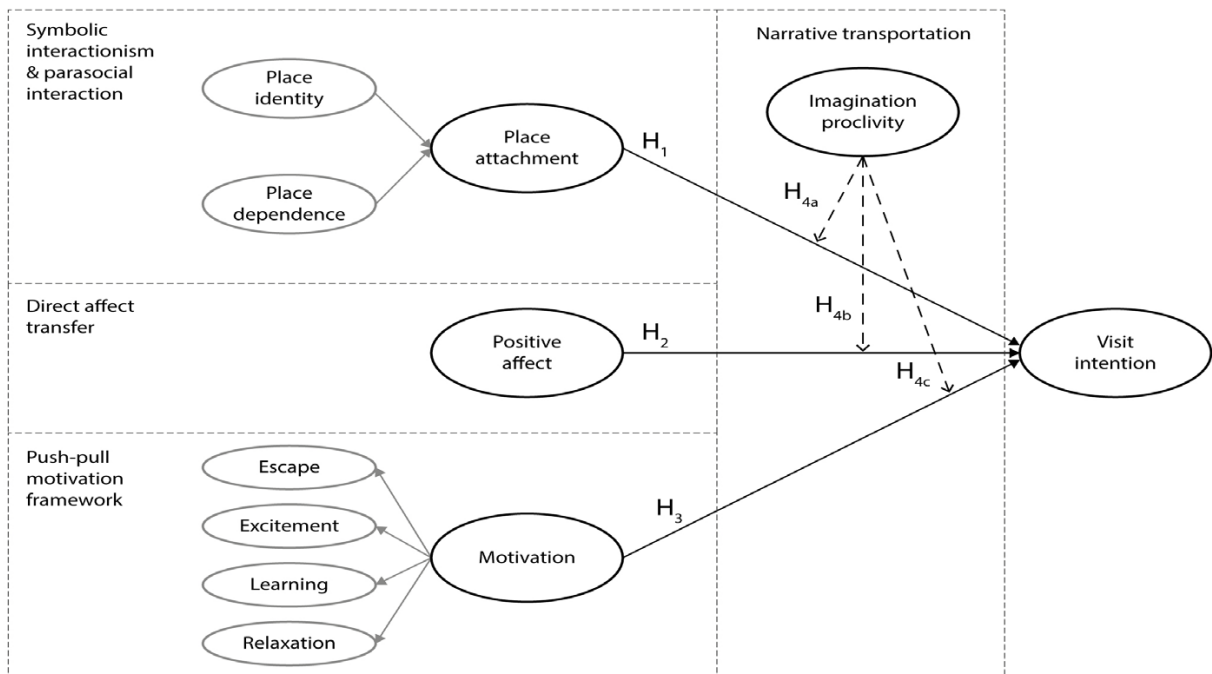 Symbolic
interactionism
& parasocial
interaction
Place
identity
Place
dependence
Place
attachment
H₁
Narrative transportation
Imagination
proclivity
H₄ₐ
H₄b
H₄c
Direct affect
transfer
Positive
affect
H₂
Visit
intention
Push-pull
motivation
framework
Escape
Excitement
Learning
Relaxation
Motivation
H₃